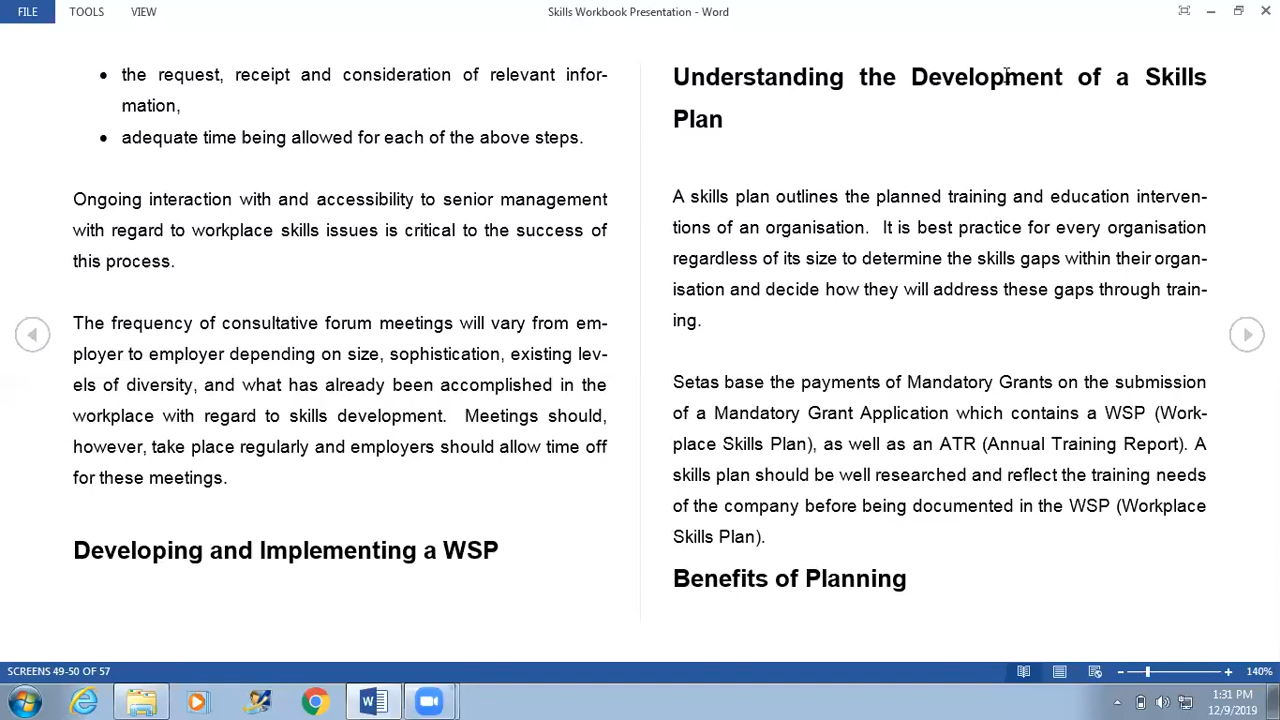 FILE TOOLS VIEW Skills Workbook Presentation - Word
• the request, receipt and consideration of relevant infor-
mation,
• adequate time being allowed for each of the above steps.
Ongoing interaction with and accessibility to senior management
with regard to workplace skills issues is critical to the success of
this process.
The frequency of consultative forum meetings will vary from em-
ployer to employer depending on size, sophistication, existing lev-
els of diversity, and what has already been accomplished in the
workplace with regard to skills development. Meetings should,
however, take place regularly and employers should allow time off
for these meetings.
Developing and Implementing a WSP
Understanding the Development of a Skills
Plan
A skills plan outlines the planned training and education interven-
tions of an organisation. It is best practice for every organisation
regardless of its size to determine the skills gaps within their organ-
isation and decide how they will address these gaps through train-
ing.
Setas base the payments of Mandatory Grants on the submission
of a Mandatory Grant Application which contains a WSP (Work-
place Skills Plan), as well as an ATR (Annual Training Report). A
skills plan should be well researched and reflect the training needs
of the company before being documented in the WSP (Workplace
Skills Plan).
Benefits of Planning
SCREENS 49-50 OF 57 140%
1:31 PM
12/9/2019